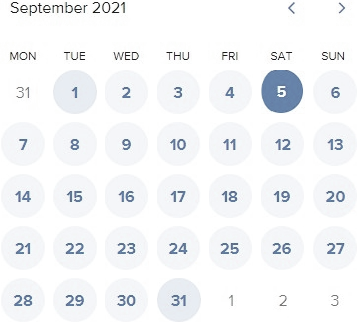 September 2021
MON TUE WED THU FRI SAT SUN
31 1 2 3 4 5 6
7 8 9 10 11 12 13
14 15 16 17 18 19 20
21 22 23 24 25 26 27
28 29 30 31 1 2 3